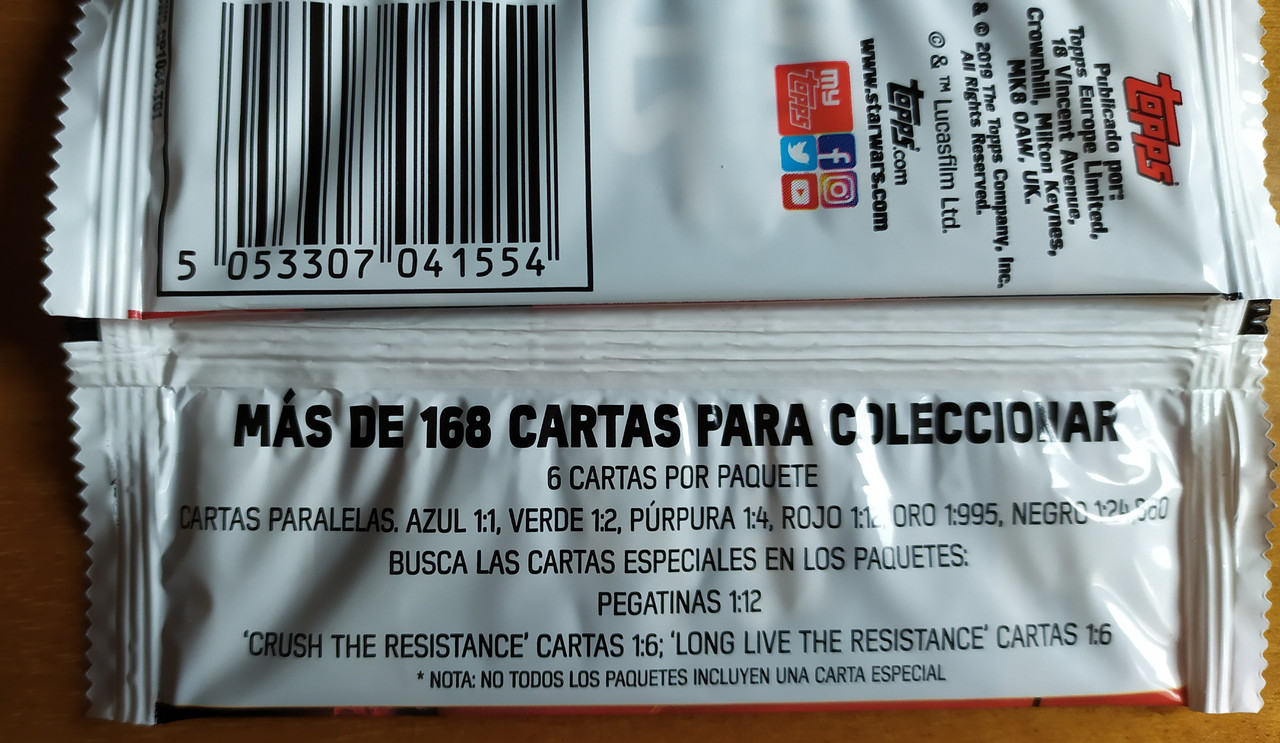 5 053307 041554
topps
Publicado por:
Topps Europe Limited,
18 Vincent Avenue,
Crownhill, Milton Keynes,
MK8 0AW, UK.
& © 2019 The Topps Company, Inc.
All Rights Reserved.
© & ™ Lucasfilm Ltd.
topps.com
www.starwars.com
my topps
MÁS DE 168 CARTAS PARA COLECCIONAR
6 CARTAS POR PAQUETE
CARTAS PARALELAS. AZUL 1:1, VERDE 1:2, PÚRPURA 1:4, ROJO 1:12, ORO 1:995, NEGRO
BUSCA LAS CARTAS ESPECIALES EN LOS PAQUETES:
PEGATINAS 1:12
‘CRUSH THE RESISTANCE’ CARTAS 1:6; ‘LONG LIVE THE RESISTANCE’ CARTAS 1:6
* NOTA: NO TODOS LOS PAQUETES INCLUYEN UNA CARTA ESPECIAL